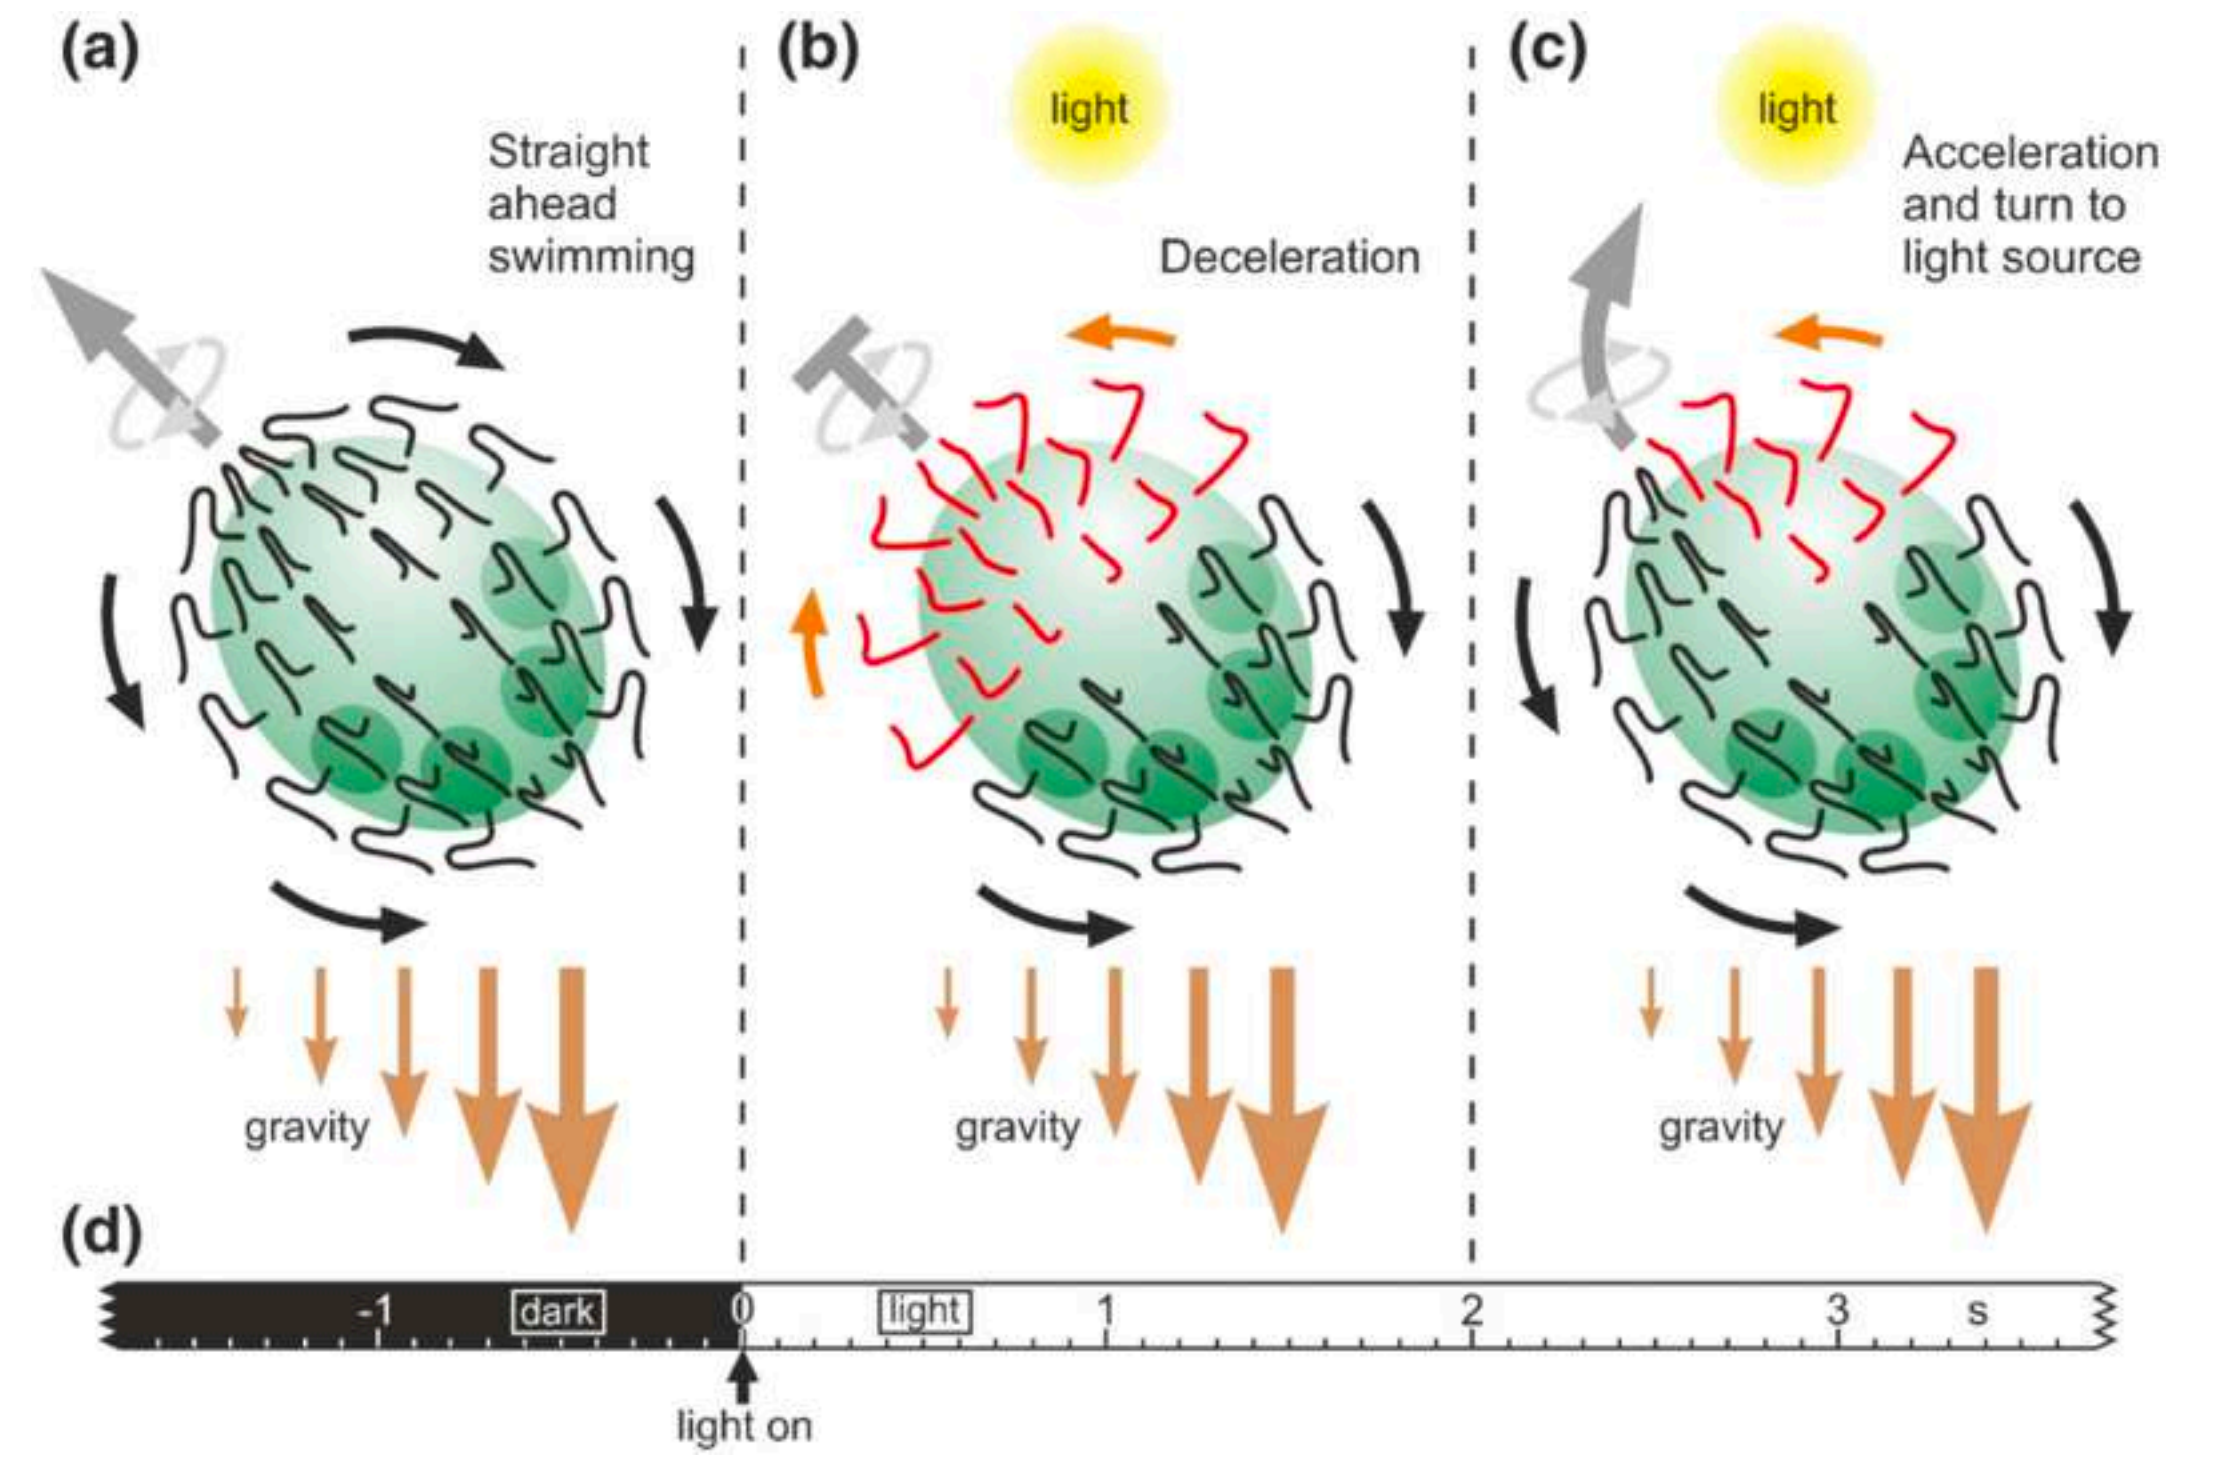 (a)
Straight
ahead
swimming
gravity
(b)
light
Deceleration
gravity
(c)
light
Acceleration
and turn to
light source
gravity
(d)
-1 dark 0 light 1 2 3 s
light on